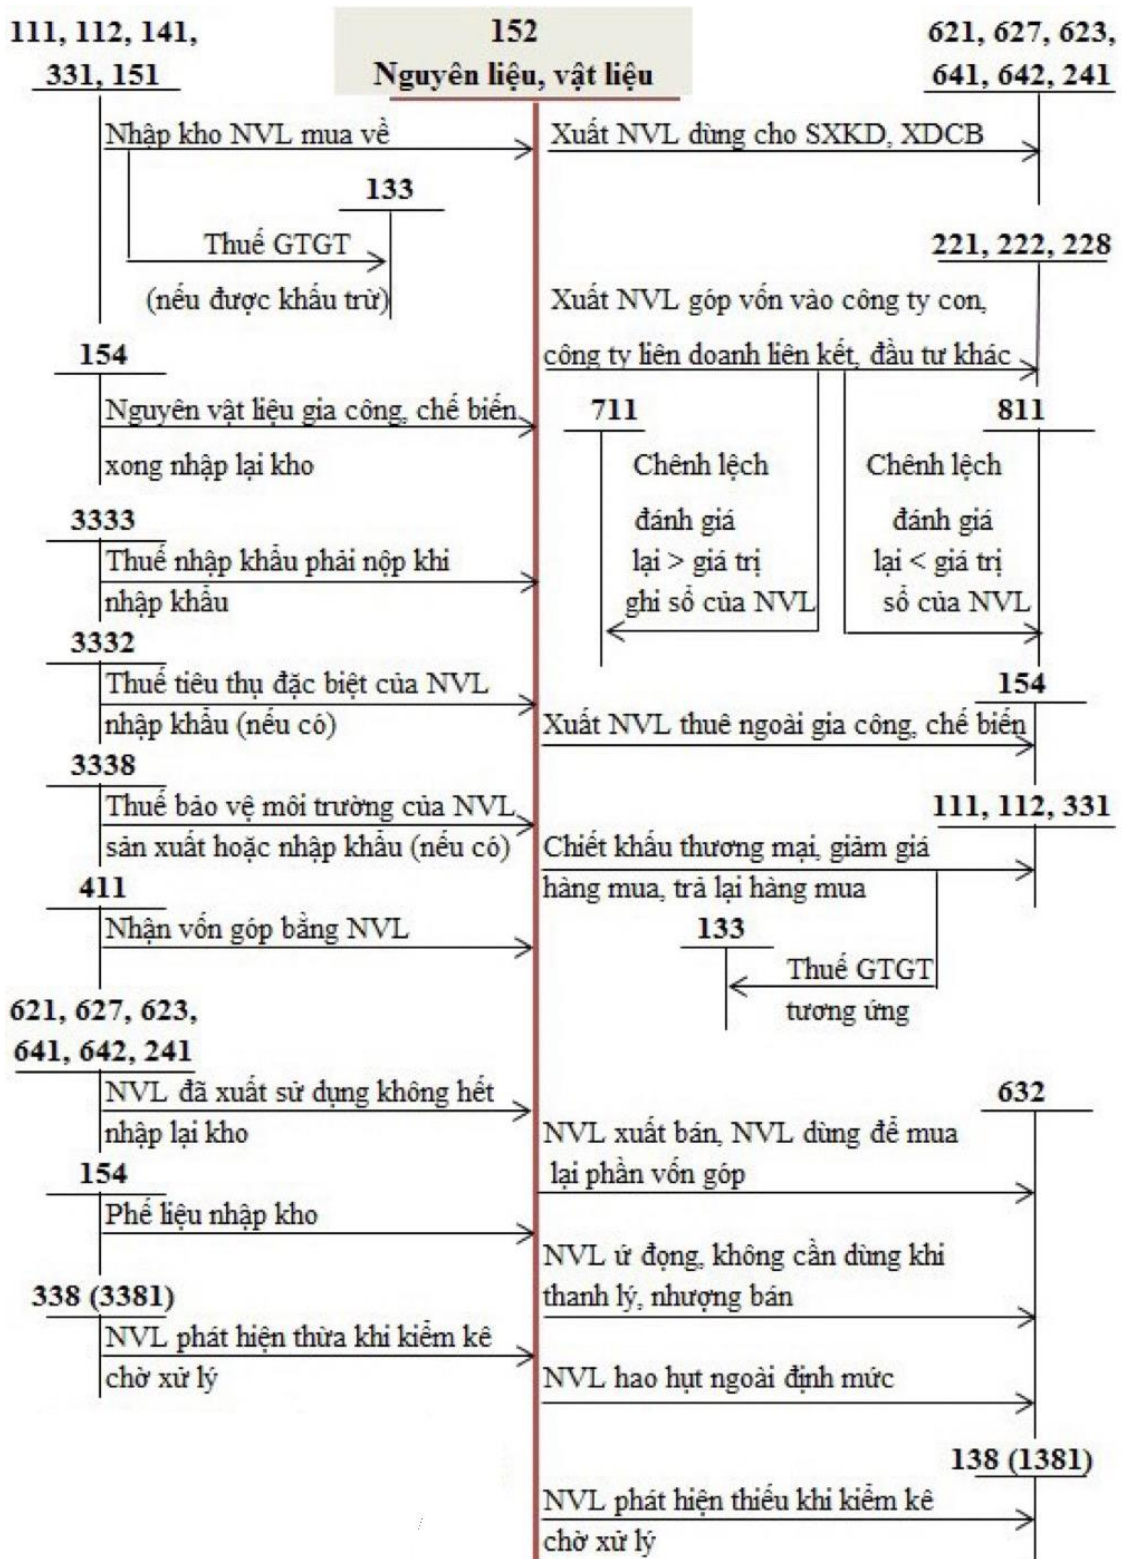 111, 112, 141,
331, 151
152
Nguyên liệu, vật liệu
621, 627, 623,
641, 642, 241
Nhập kho NVL mua về
133
Thuế GTGT
(nếu được khấu trừ)
154
Nguyên vật liệu gia công, chế biến
xong nhập lại kho
3333
Thuế nhập khẩu phải nộp khi
nhập khẩu
3332
Thuế tiêu thụ đặc biệt của NVL
nhập khẩu (nếu có)
3338
Thuế bảo vệ môi trường của NVL
sản xuất hoặc nhập khẩu (nếu có)
411
Nhận vốn góp bằng NVL
621, 627, 623,
641, 642, 241
NVL đã xuất sử dụng không hết
nhập lại kho
154
Phế liệu nhập kho
338 (3381)
NVL phát hiện thừa khi kiểm kê
chờ xử lý
Xuất NVL dùng cho SXKD, XDCB
221, 222, 228
Xuất NVL góp vốn vào công ty con,
công ty liên doanh liên kết, đầu tư khác
711
Chênh lệch
đánh giá
lại > giá trị
ghi sổ của NVL
811
Chênh lệch
đánh giá
lại < giá trị
sổ của NVL
154
Xuất NVL thuê ngoài gia công, chế biến
111, 112, 331
Chiết khấu thương mại, giảm giá
hàng mua, trả lại hàng mua
133
Thuế GTGT
tương ứng
632
NVL xuất bán, NVL dùng để mua
lại phần vốn góp
NVL ứ đọng, không cần dùng khi
thanh lý, nhượng bán
NVL hao hụt ngoài định mức
138 (1381)
NVL phát hiện thiếu khi kiểm kê
chờ xử lý